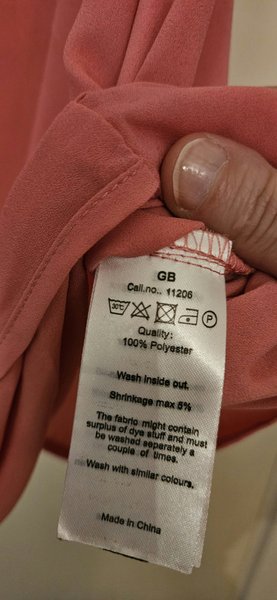 GB
Call.no.. 11206
30°C P
Quality:
100% Polyester
Wash inside out.
Shrinkage max 5%
The fabric might contain
surplus of dye stuff and must
be washed separately a
couple of times.
Wash with similar colours.
Made in China